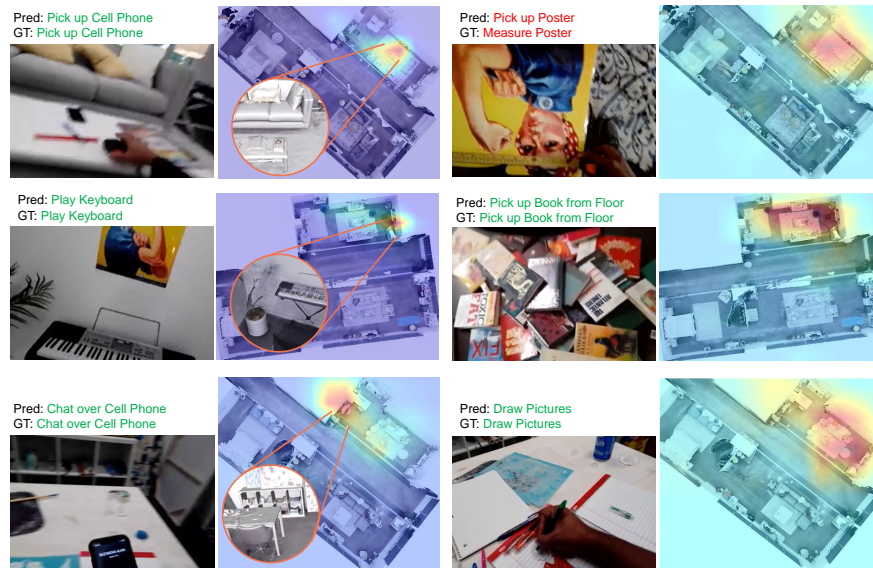 Pred: Pick up Cell Phone
GT: Pick up Cell Phone
Pred: Pick up Poster
GT: Measure Poster
Pred: Play Keyboard
GT: Play Keyboard
Pred: Pick up Book from Floor
GT: Pick up Book from Floor
Pred: Chat over Cell Phone
GT: Chat over Cell Phone
Pred: Draw Pictures
GT: Draw Pictures